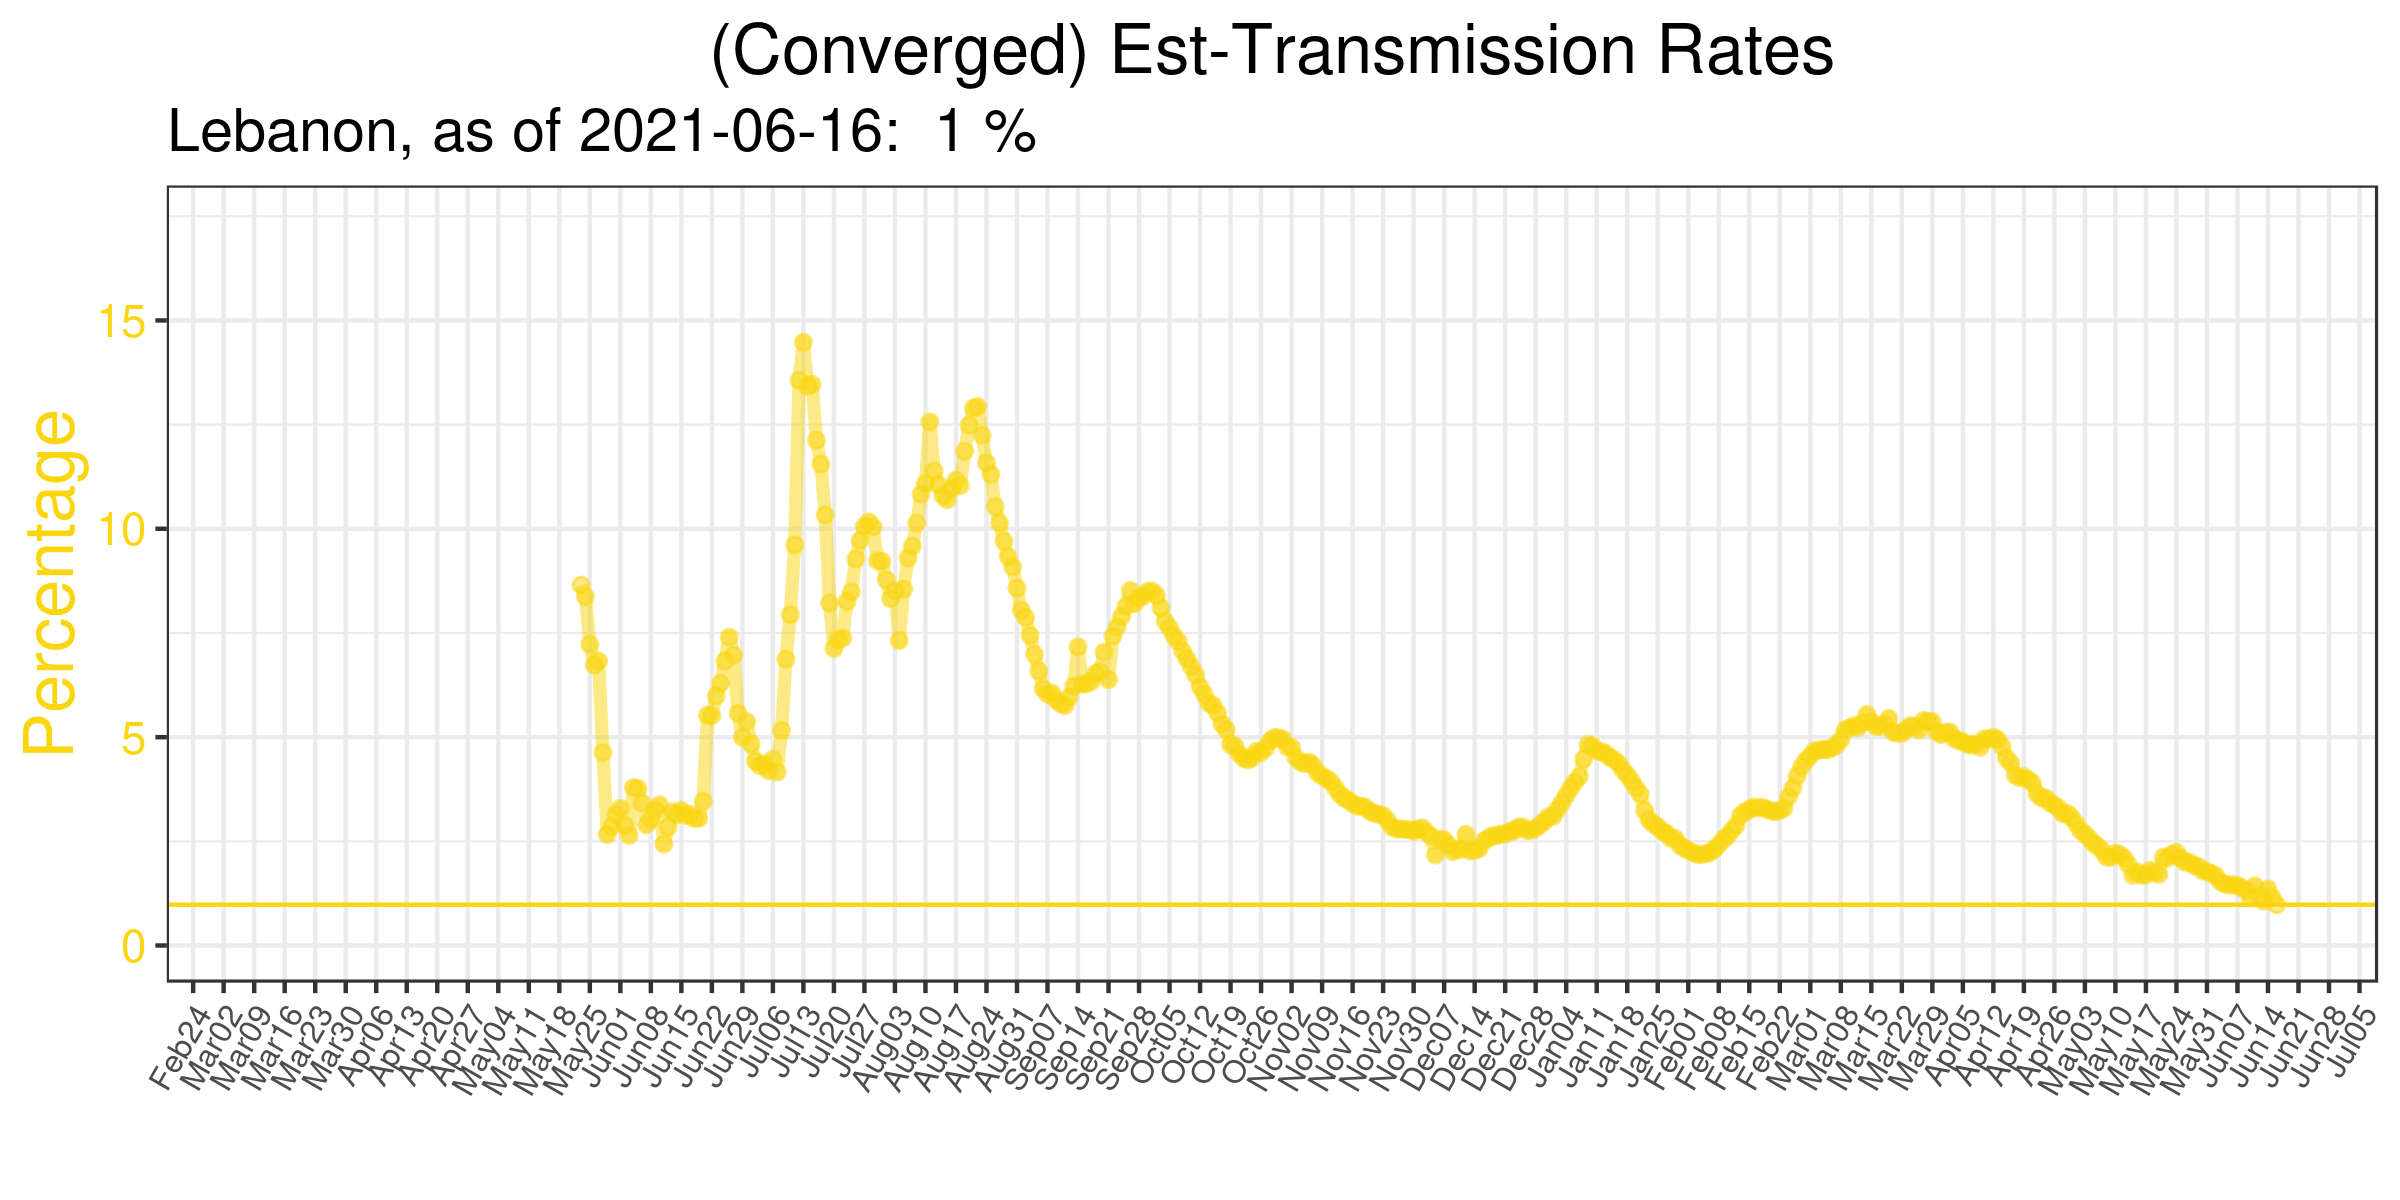 (Converged) Est-Transmission Rates
Lebanon, as of 2021-06-16:  1 %
Percentage
15
10
5
0
Feb24
Mar02
Mar09
Mar16
Mar23
Mar30
Apr06
Apr13
Apr20
Apr27
May04
May11
May18
May25
Jun01
Jun08
Jun15
Jun22
Jun29
Jul06
Jul13
Jul20
Jul27
Aug03
Aug10
Aug17
Aug24
Aug31
Sep07
Sep14
Sep21
Sep28
Oct05
Oct12
Oct19
Oct26
Nov02
Nov09
Nov16
Nov23
Nov30
Dec07
Dec14
Dec21
Dec28
Jan04
Jan11
Jan18
Jan25
Feb01
Feb08
Feb15
Feb22
Mar01
Mar08
Mar15
Mar22
Mar29
Apr05
Apr12
Apr19
Apr26
May03
May10
May17
May24
May31
Jun07
Jun14
Jun21
Jun28
Jul05